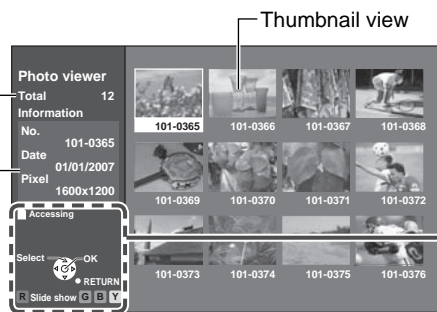 Thumbnail view
Photo viewer
Total 12
Information
No.
101-0365
Date
01/01/2007
Pixel
1600x1200
Accessing
Select OK
RETURN
R Slide show G B Y
101-0365 101-0366 101-0367 101-0368
101-0369 101-0370 101-0371 101-0372
101-0373 101-0374 101-0375 101-0376